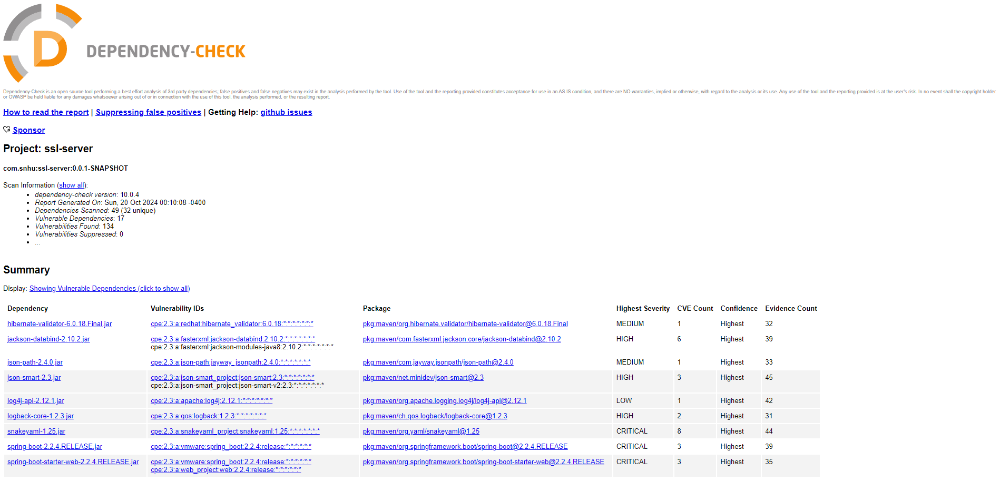 D
DEPENDENCY-CHECK
Dependency-Check is an open source tool performing a best effort analysis of 3rd party dependencies; false positives and false negatives may exist in the analysis performed by the tool. Use of the tool and the reporting provided constitutes acceptance for use in an AS IS condition, and there are NO warranties, implied or otherwise, with regard to the analysis or its use. Any use of the tool and the reporting provided is at the user's risk. In no event shall the copyright holder
or OWASP be held liable for any damages whatsoever arising out of or in connection with the use of this tool, the analysis performed, or the resulting report.
How to read the report | Suppressing false positives | Getting Help: github issues
Sponsor
Project: ssl-server
com.snhu:ssl-server:0.0.1-SNAPSHOT
Scan Information (show all):
• dependency-check version: 10.0.4
• Report Generated On: Sun, 20 Oct 2024 00:10:08 -0400
• Dependencies Scanned: 49 (32 unique)
• Vulnerable Dependencies: 17
• Vulnerabilities Found: 134
• Vulnerabilities Suppressed: 0
• ...
Summary
Display: Showing Vulnerable Dependencies (click to show all)
Dependency Vulnerability IDs Package Highest Severity CVE Count Confidence Evidence Count
hibernate-validator-6.0.18.Final.jar cpe:2.3:a:redhat:hibernate_validator:6.0.18:*:*:*:*:*:*:* pkg:maven/org.hibernate.validator/hibernate-validator@6.0.18.Final MEDIUM 1 Highest 32
jackson-databind-2.10.2.jar cpe:2.3:a:fasterxml:jackson-databind:2.10.2:*:*:*:*:*:*:* pkg:maven/com.fasterxml.jackson.core/jackson-databind@2.10.2 HIGH 6 Highest 39
cpe:2.3:a:fasterxml:jackson-modules-java8:2.10.2:*:*:*:*:*:*:*
json-path-2.4.0.jar cpe:2.3:a:json-path:jayway_jsonpath:2.4.0:*:*:*:*:*:*:* pkg:maven/com.jayway.jsonpath/json-path@2.4.0 MEDIUM 1 Highest 33
json-smart-2.3.jar cpe:2.3:a:json-smart_project:json-smart:2.3:*:*:*:*:*:*:* pkg:maven/net.minidev/json-smart@2.3 HIGH 3 Highest 45
cpe:2.3:a:json-smart_project:json-smart-v2:2.3:*:*:*:*:*:*:*
log4j-api-2.12.1.jar cpe:2.3:a:apache:log4j:2.12.1:*:*:*:*:*:*:* pkg:maven/org.apache.logging.log4j/log4j-api@2.12.1 LOW 1 Highest 42
logback-core-1.2.3.jar cpe:2.3:a:qos:logback:1.2.3:*:*:*:*:*:*:* pkg:maven/ch.qos.logback/logback-core@1.2.3 HIGH 2 Highest 31
snakeyaml-1.25.jar cpe:2.3:a:snakeyaml_project:snakeyaml:1.25:*:*:*:*:*:*:* pkg:maven/org.yaml/snakeyaml@1.25 CRITICAL 8 Highest 44
spring-boot-2.2.4.RELEASE.jar cpe:2.3:a:vmware:spring_boot:2.2.4:release:*:*:*:*:*:* pkg:maven/org.springframework.boot/spring-boot@2.2.4.RELEASE CRITICAL 3 Highest 39
spring-boot-starter-web-2.2.4.RELEASE.jar cpe:2.3:a:vmware:spring_boot:2.2.4:release:*:*:*:*:*:* pkg:maven/org.springframework.boot/spring-boot-starter-web@2.2.4.RELEASE CRITICAL 3 Highest 35
cpe:2.3:a:web_project:web:2.2.4:release:*:*:*:*:*:*